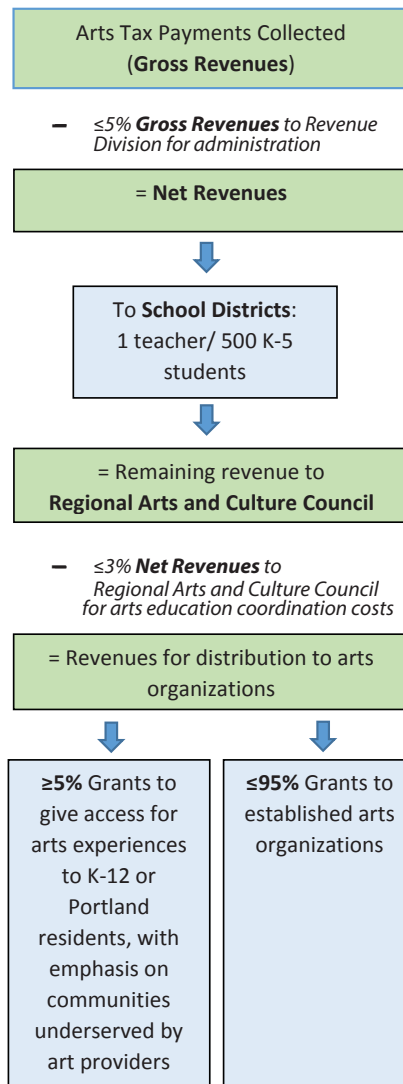 Arts Tax Payments Collected
(Gross Revenues)
– ≤5% Gross Revenues to Revenue
Division for administration
= Net Revenues
To School Districts:
1 teacher/ 500 K-5
students
= Remaining revenue to
Regional Arts and Culture Council
– ≤3% Net Revenues to
Regional Arts and Culture Council
for arts education coordination costs
= Revenues for distribution to arts
organizations
≥5% Grants to
give access for
arts experiences
to K-12 or
Portland
residents, with
emphasis on
communities
underserved by
art providers
≤95% Grants to
established arts
organizations